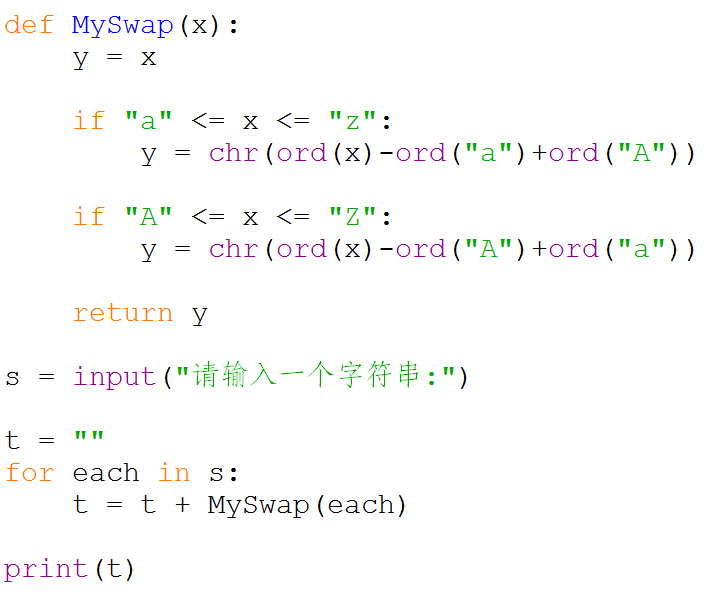 def MySwap(x):
    y = x
    if "a" <= x <= "z":
        y = chr(ord(x)-ord("a")+ord("A"))
    if "A" <= x <= "Z":
        y = chr(ord(x)-ord("A")+ord("a"))
    return y
s = input("请输入一个字符串:")
t = ""
for each in s:
    t = t + MySwap(each)
print(t)